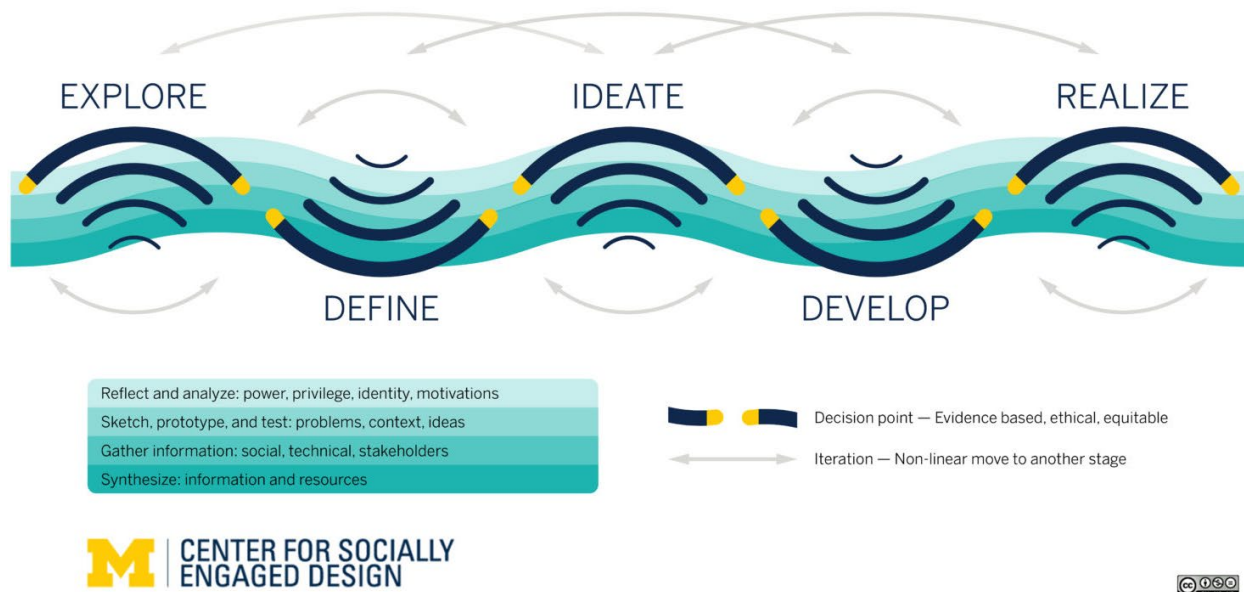 EXPLORE
IDEATE
REALIZE
DEFINE
DEVELOP
Reflect and analyze: power, privilege, identity, motivations
Sketch, prototype, and test: problems, context, ideas
Gather information: social, technical, stakeholders
Synthesize: information and resources
Decision point — Evidence based, ethical, equitable
Iteration — Non-linear move to another stage
M
CENTER FOR SOCIALLY
ENGAGED DESIGN
cc